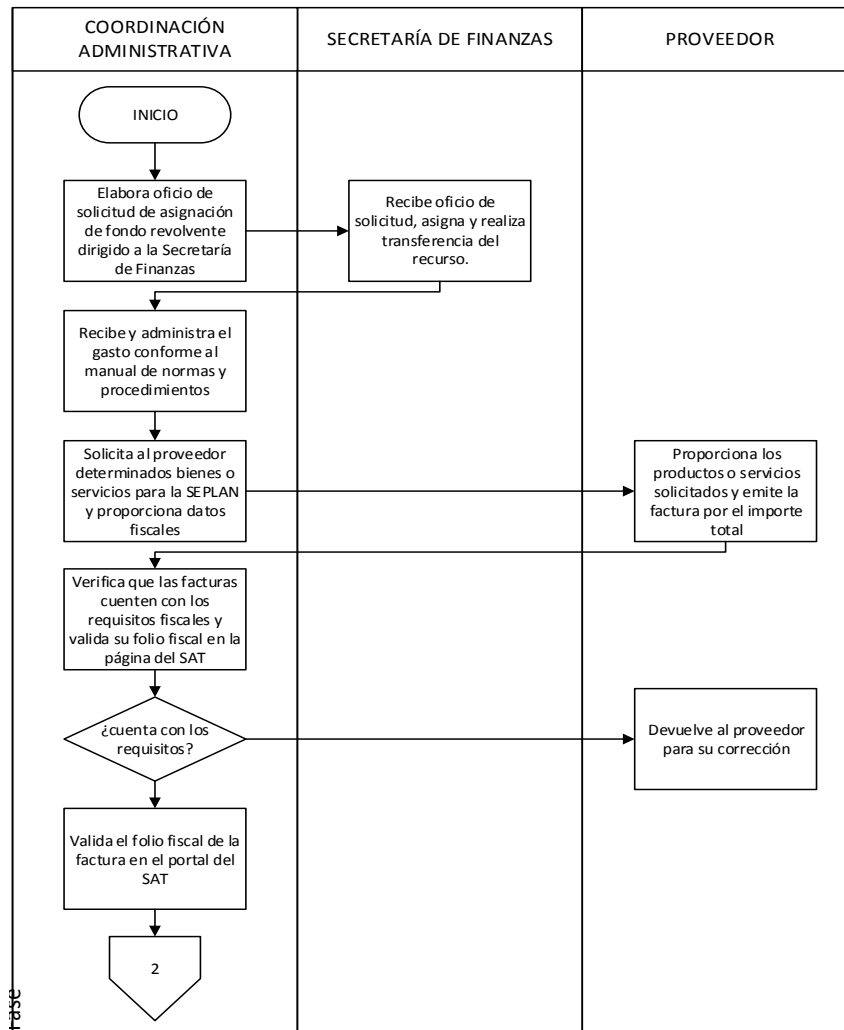 COORDINACIÓN
ADMINISTRATIVA
SECRETARÍA DE FINANZAS
PROVEEDOR
INICIO
Elabora oficio de
solicitud de asignación
de fondo revolvente
dirigido a la Secretaría
de Finanzas
Recibe oficio de
solicitud, asigna y realiza
transferencia del
recurso.
Recibe y administra el
gasto conforme al
manual de normas y
procedimientos
Solicita al proveedor
determinados bienes o
servicios para la SEPLAN
y proporciona datos
fiscales
Proporciona los
productos o servicios
solicitados y emite la
factura por el importe
total
Verifica que las facturas
cuenten con los
requisitos fiscales y
valida su folio fiscal en la
página del SAT
¿cuenta con los
requisitos?
Devuelve al proveedor
para su corrección
Valida el folio fiscal de la
factura en el portal del
SAT
2
Fase